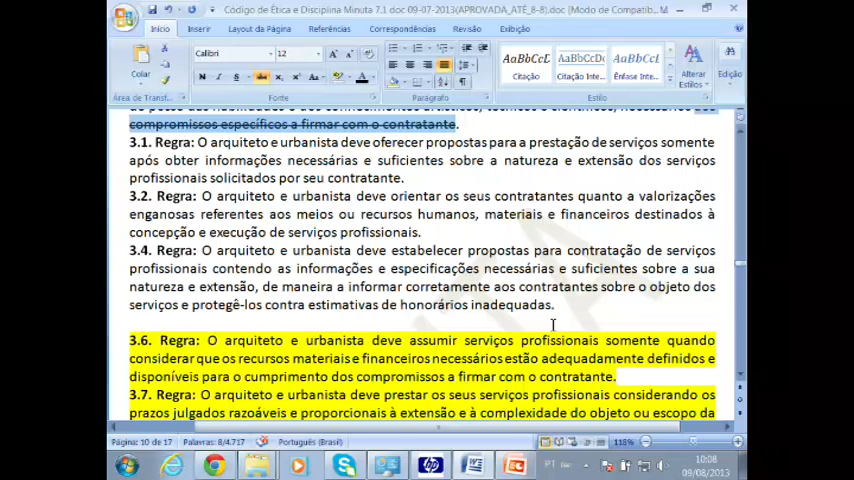 Código de Ética e Disciplina Minuta 7.1 doc 09-07-2013(APROVADA_ATÉ_8-8).doc [Modo de Compatib...
Início Inserir Layout da Página Referências Correspondências Revisão Exibição
Colar
Calibri 12
AaBbCcD AaBbCcDc AaBbCcDc
Citação Citação Inte... Ênfase Inte...
Alterar Estilos
Edição
Área de Transf... Fonte Parágrafo Estilo
compromissos específicos a firmar com o contratante.
3.1. Regra: O arquiteto e urbanista deve oferecer propostas para a prestação de serviços somente
após obter informações necessárias e suficientes sobre a natureza e extensão dos serviços
profissionais solicitados por seu contratante.
3.2. Regra: O arquiteto e urbanista deve orientar os seus contratantes quanto a valorizações
enganosas referentes aos meios ou recursos humanos, materiais e financeiros destinados à
concepção e execução de serviços profissionais.
3.4. Regra: O arquiteto e urbanista deve estabelecer propostas para contratação de serviços
profissionais contendo as informações e especificações necessárias e suficientes sobre a sua
natureza e extensão, de maneira a informar corretamente aos contratantes sobre o objeto dos
serviços e protegê-los contra estimativas de honorários inadequadas.
3.6. Regra: O arquiteto e urbanista deve assumir serviços profissionais somente quando
considerar que os recursos materiais e financeiros necessários estão adequadamente definidos e
disponíveis para o cumprimento dos compromissos a firmar com o contratante.
3.7. Regra: O arquiteto e urbanista deve prestar os seus serviços profissionais considerando os
prazos julgados razoáveis e proporcionais à extensão e à complexidade do objeto ou escopo da
Página: 10 de 17 Palavras: 8/4.717 Português (Brasil) 118%
PT
10:08
09/08/2013